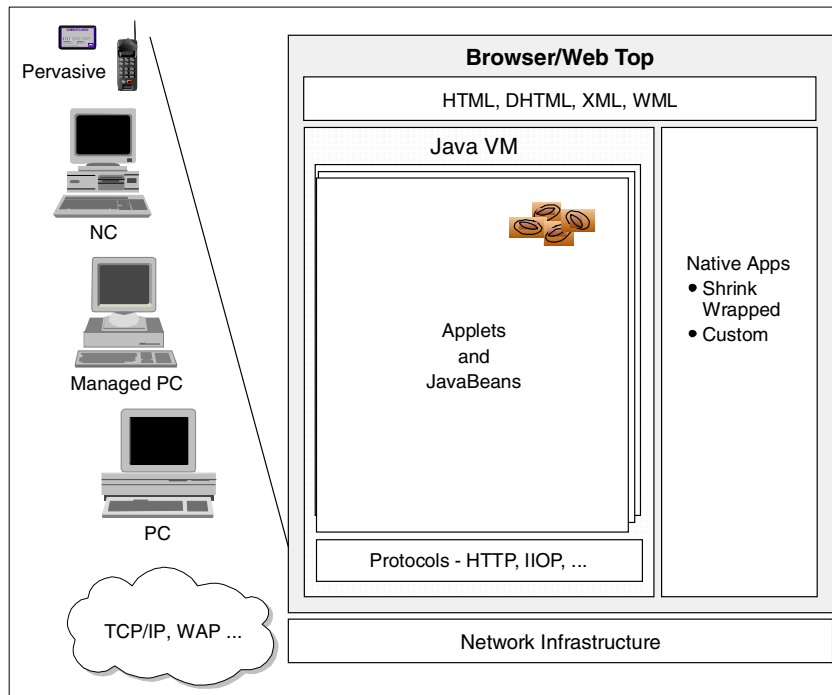 Pervasive
NC
Managed PC
PC
TCP/IP, WAP ...
Browser/Web Top
HTML, DHTML, XML, WML
Java VM
Applets
and
JavaBeans
Protocols - HTTP, IIOP, ...
Native Apps
• Shrink
Wrapped
• Custom
Network Infrastructure